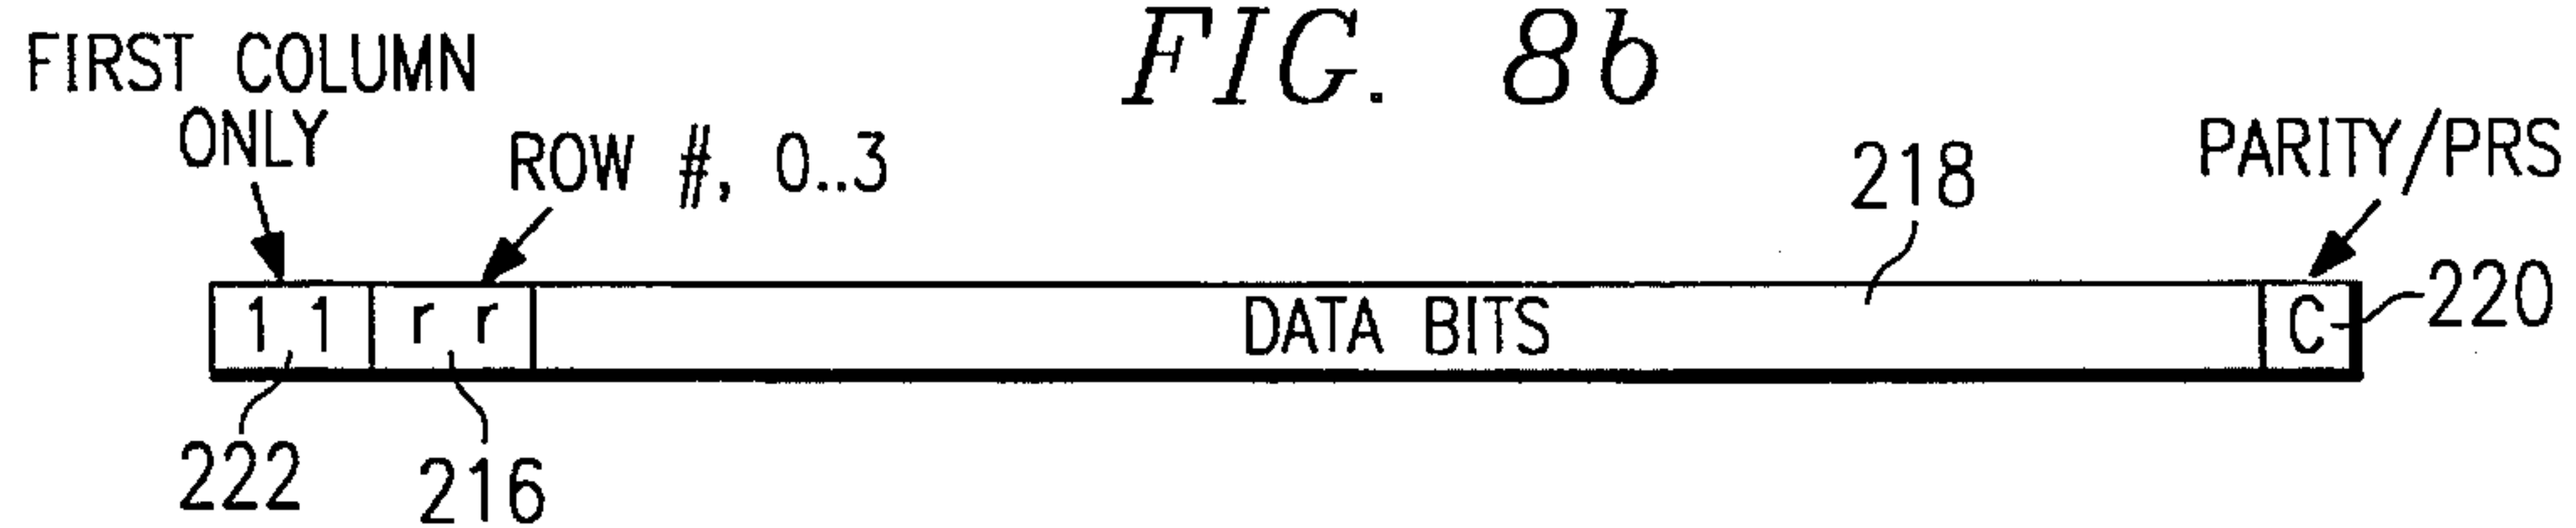 FIG. 8b
FIRST COLUMN
ONLY
ROW #, 0..3
218
PARITY/PRS
1 1
r r
DATA BITS
C
220
222
216